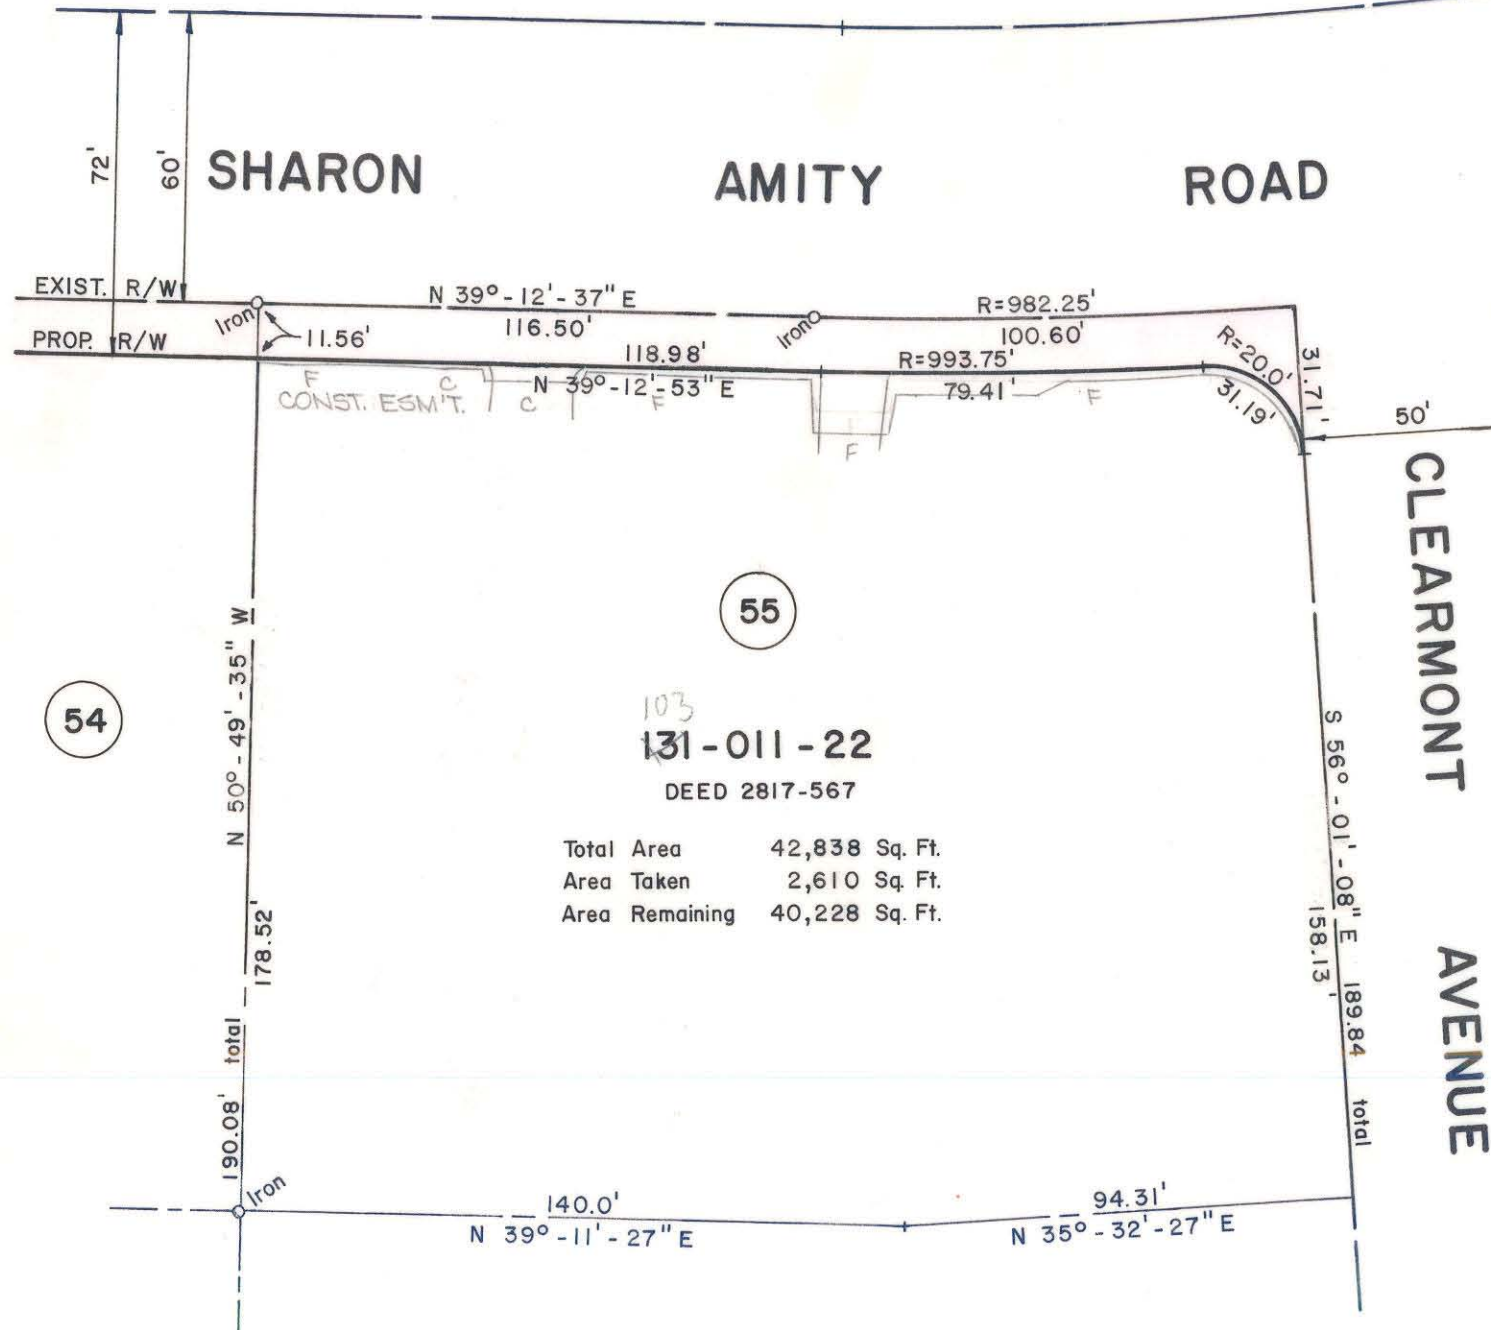 72'
60'
SHARON AMITY ROAD
EXIST. R/W
N 39°-12'-37" E
R=982.25'
Iron
116.50'
Iron
100.60'
PROP. R/W
11.56'
118.98'
R=993.75'
R=20.0'
31.71'
F
C
N 39°-12'-53" E
79.41'
F
31.19'
50'
CONST. ESM'T.
C
F
F
CLEARMONT AVENUE
55
54
N 50°-49'-35" W
178.52'
190.08' total
103
131-011-22
DEED 2817-567
Total Area 42,838 Sq. Ft.
Area Taken 2,610 Sq. Ft.
Area Remaining 40,228 Sq. Ft.
S 56°-01'-08" E 189.84 total
158.13'
Iron
140.0'
N 39°-11'-27" E
94.31'
N 35°-32'-27" E